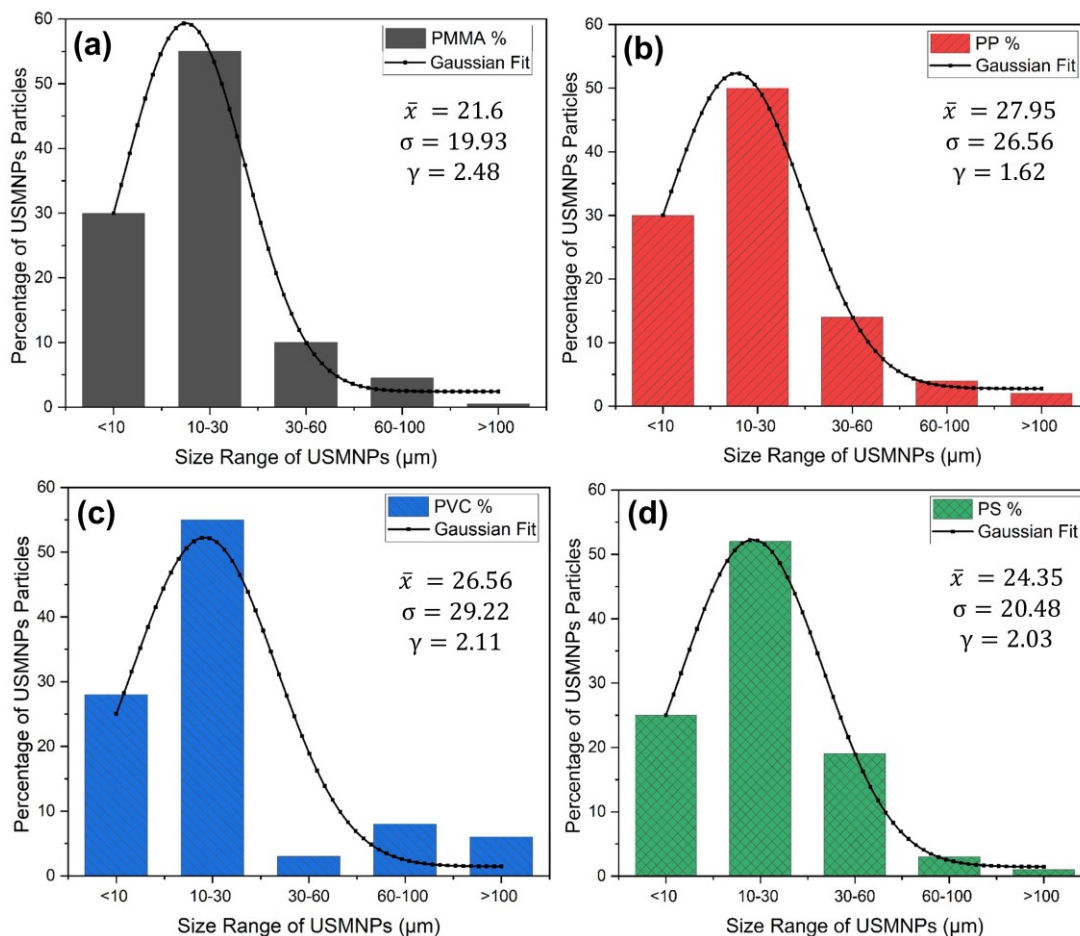 (a)
PMMA %
Gaussian Fit
x̄ = 21.6
σ = 19.93
γ = 2.48
Percentage of USMNPs Particles
60
50
40
30
20
10
0
<10 10-30 30-60 60-100 >100
Size Range of USMNPs (μm)
(b)
PP %
Gaussian Fit
x̄ = 27.95
σ = 26.56
γ = 1.62
Percentage of USMNPs Particles
60
50
40
30
20
10
0
<10 10-30 30-60 60-100 >100
Size Range of USMNPs (μm)
(c)
PVC %
Gaussian Fit
x̄ = 26.56
σ = 29.22
γ = 2.11
Percentage of USMNPs Particles
60
50
40
30
20
10
0
<10 10-30 30-60 60-100 >100
Size Range of USMNPs (μm)
(d)
PS %
Gaussian Fit
x̄ = 24.35
σ = 20.48
γ = 2.03
Percentage of USMNPs Particles
60
50
40
30
20
10
0
<10 10-30 30-60 60-100 >100
Size Range of USMNPs (μm)